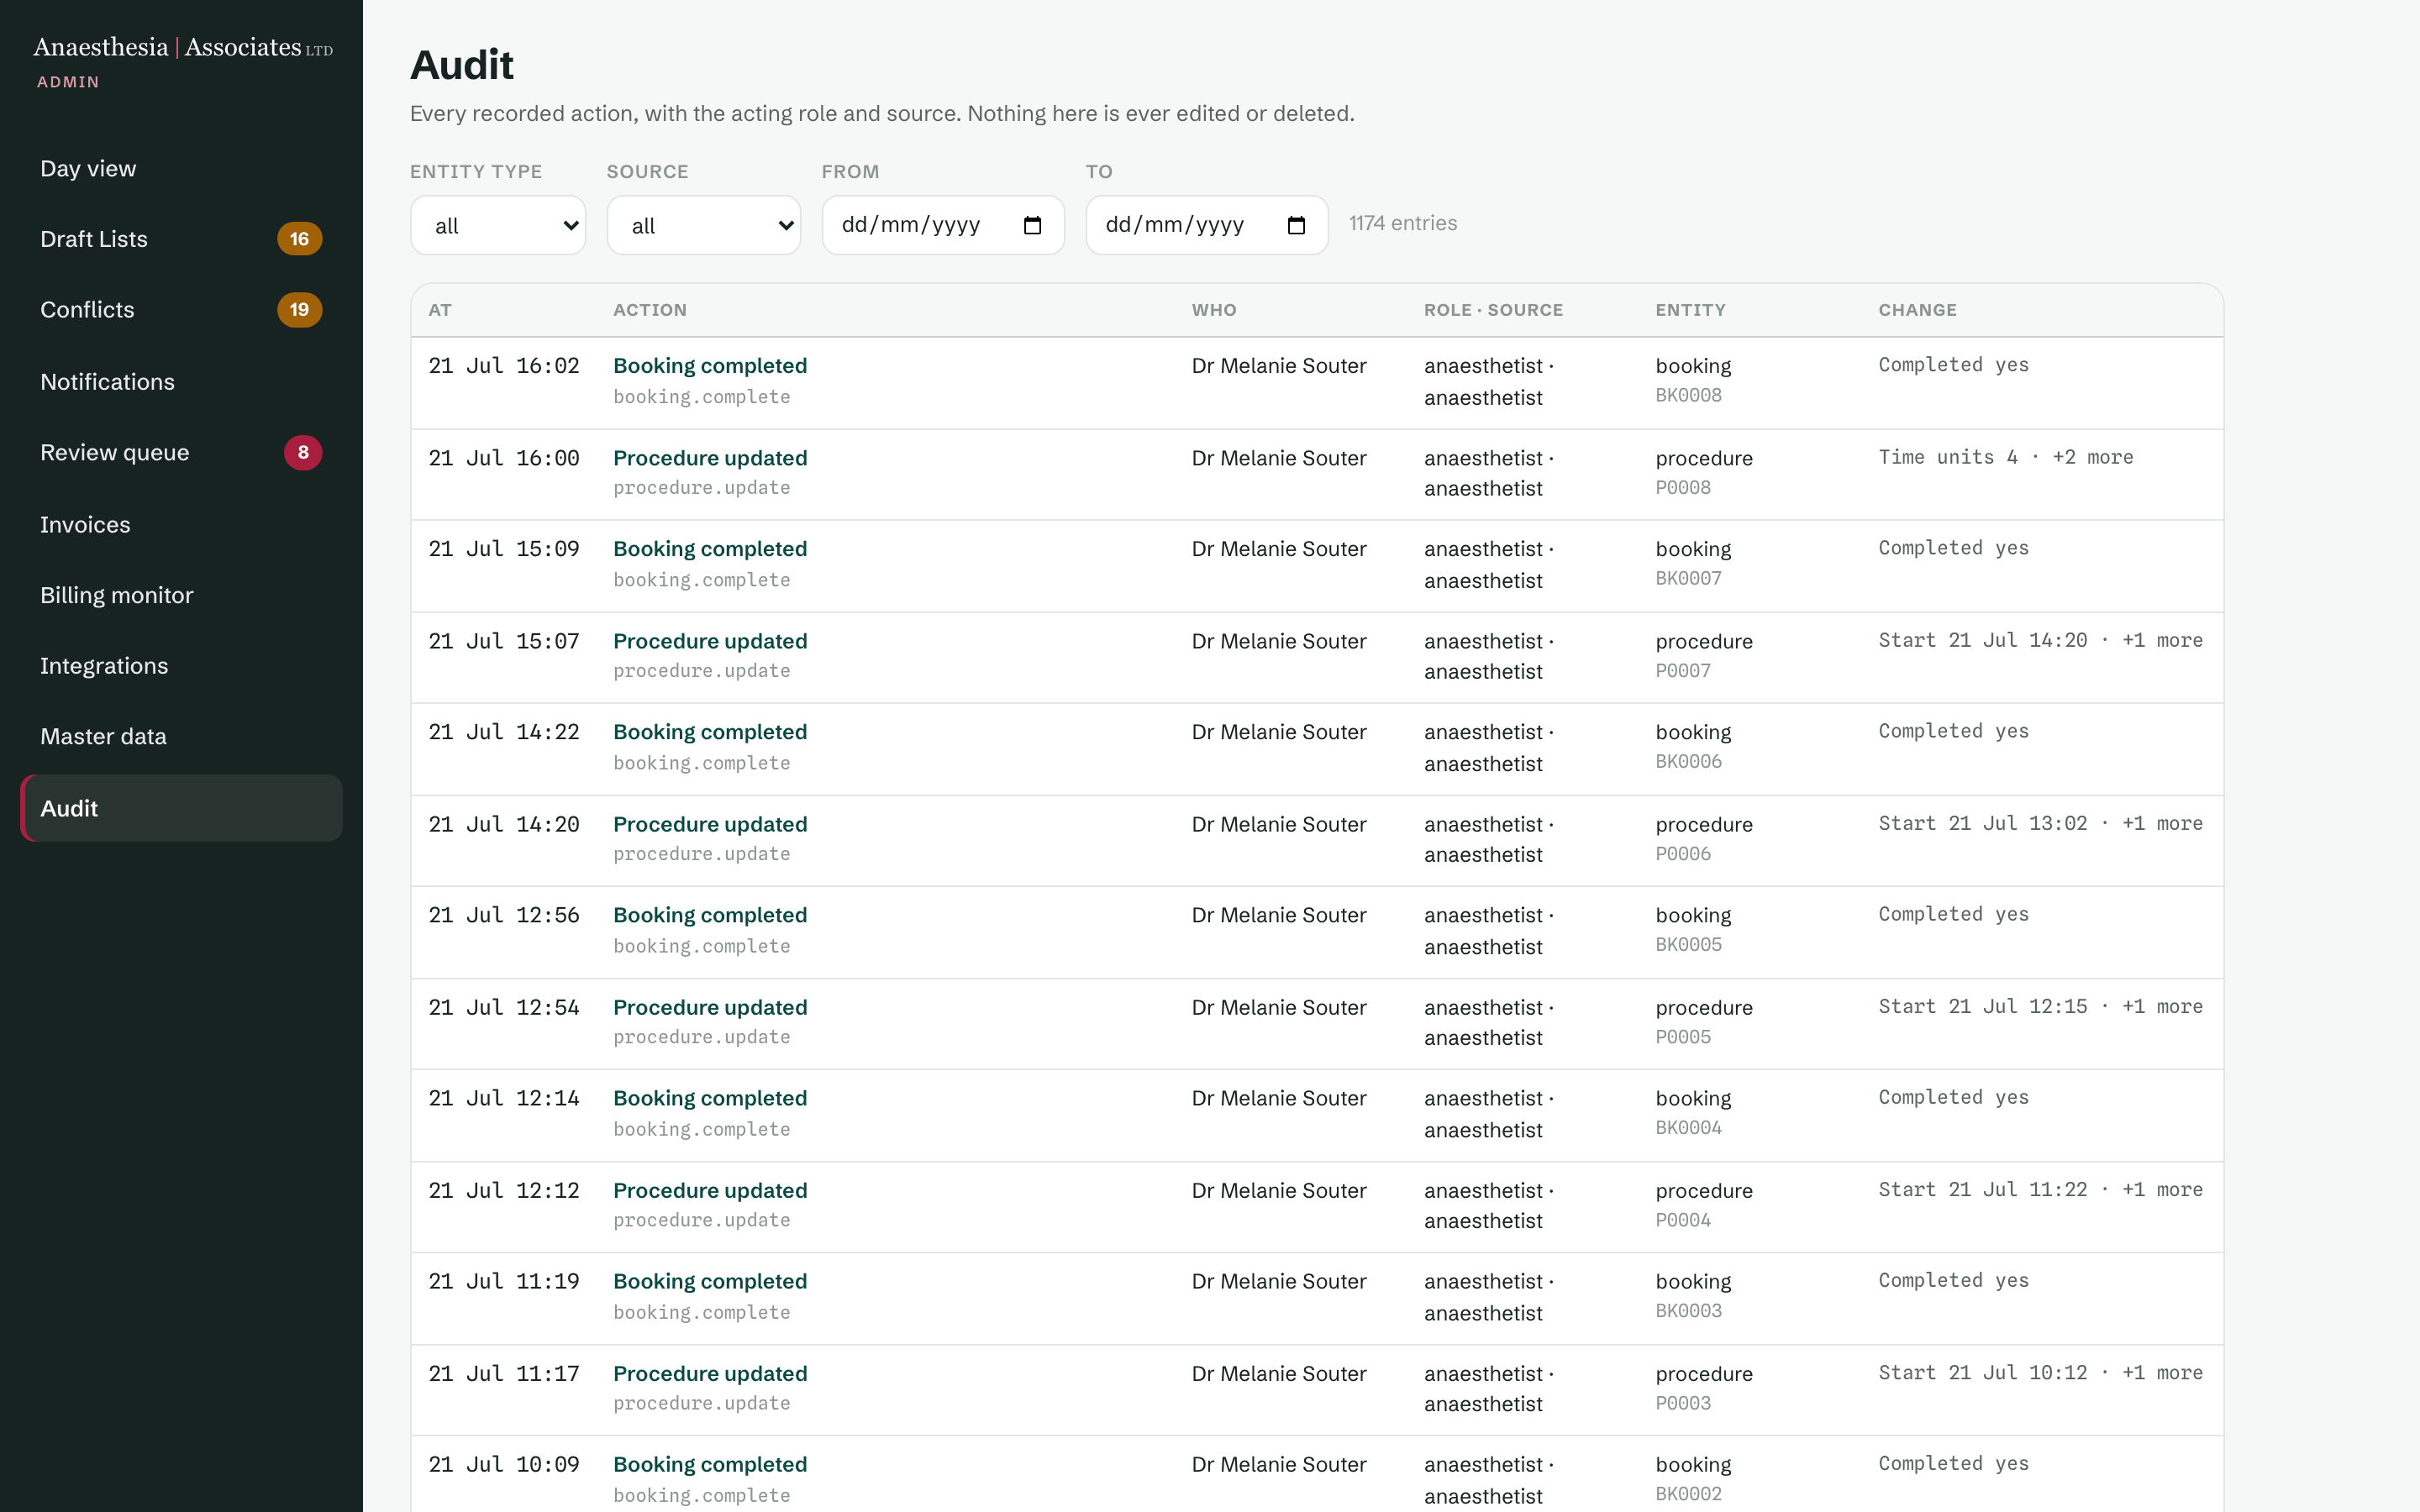 Anaesthesia | Associates LTD
ADMIN
Day view
Draft Lists 16
Conflicts 19
Notifications
Review queue 8
Invoices
Billing monitor
Integrations
Master data
Audit
Audit
Every recorded action, with the acting role and source. Nothing here is ever edited or deleted.
ENTITY TYPE SOURCE FROM TO
all all dd/mm/yyyy dd/mm/yyyy 1174 entries
AT ACTION WHO ROLE · SOURCE ENTITY CHANGE
21 Jul 16:02 Booking completed Dr Melanie Souter anaesthetist · booking Completed yes
booking.complete anaesthetist BK0008
21 Jul 16:00 Procedure updated Dr Melanie Souter anaesthetist · procedure Time units 4 · +2 more
procedure.update anaesthetist P0008
21 Jul 15:09 Booking completed Dr Melanie Souter anaesthetist · booking Completed yes
booking.complete anaesthetist BK0007
21 Jul 15:07 Procedure updated Dr Melanie Souter anaesthetist · procedure Start 21 Jul 14:20 · +1 more
procedure.update anaesthetist P0007
21 Jul 14:22 Booking completed Dr Melanie Souter anaesthetist · booking Completed yes
booking.complete anaesthetist BK0006
21 Jul 14:20 Procedure updated Dr Melanie Souter anaesthetist · procedure Start 21 Jul 13:02 · +1 more
procedure.update anaesthetist P0006
21 Jul 12:56 Booking completed Dr Melanie Souter anaesthetist · booking Completed yes
booking.complete anaesthetist BK0005
21 Jul 12:54 Procedure updated Dr Melanie Souter anaesthetist · procedure Start 21 Jul 12:15 · +1 more
procedure.update anaesthetist P0005
21 Jul 12:14 Booking completed Dr Melanie Souter anaesthetist · booking Completed yes
booking.complete anaesthetist BK0004
21 Jul 12:12 Procedure updated Dr Melanie Souter anaesthetist · procedure Start 21 Jul 11:22 · +1 more
procedure.update anaesthetist P0004
21 Jul 11:19 Booking completed Dr Melanie Souter anaesthetist · booking Completed yes
booking.complete anaesthetist BK0003
21 Jul 11:17 Procedure updated Dr Melanie Souter anaesthetist · procedure Start 21 Jul 10:12 · +1 more
procedure.update anaesthetist P0003
21 Jul 10:09 Booking completed Dr Melanie Souter anaesthetist · booking Completed yes
booking.complete anaesthetist BK0002